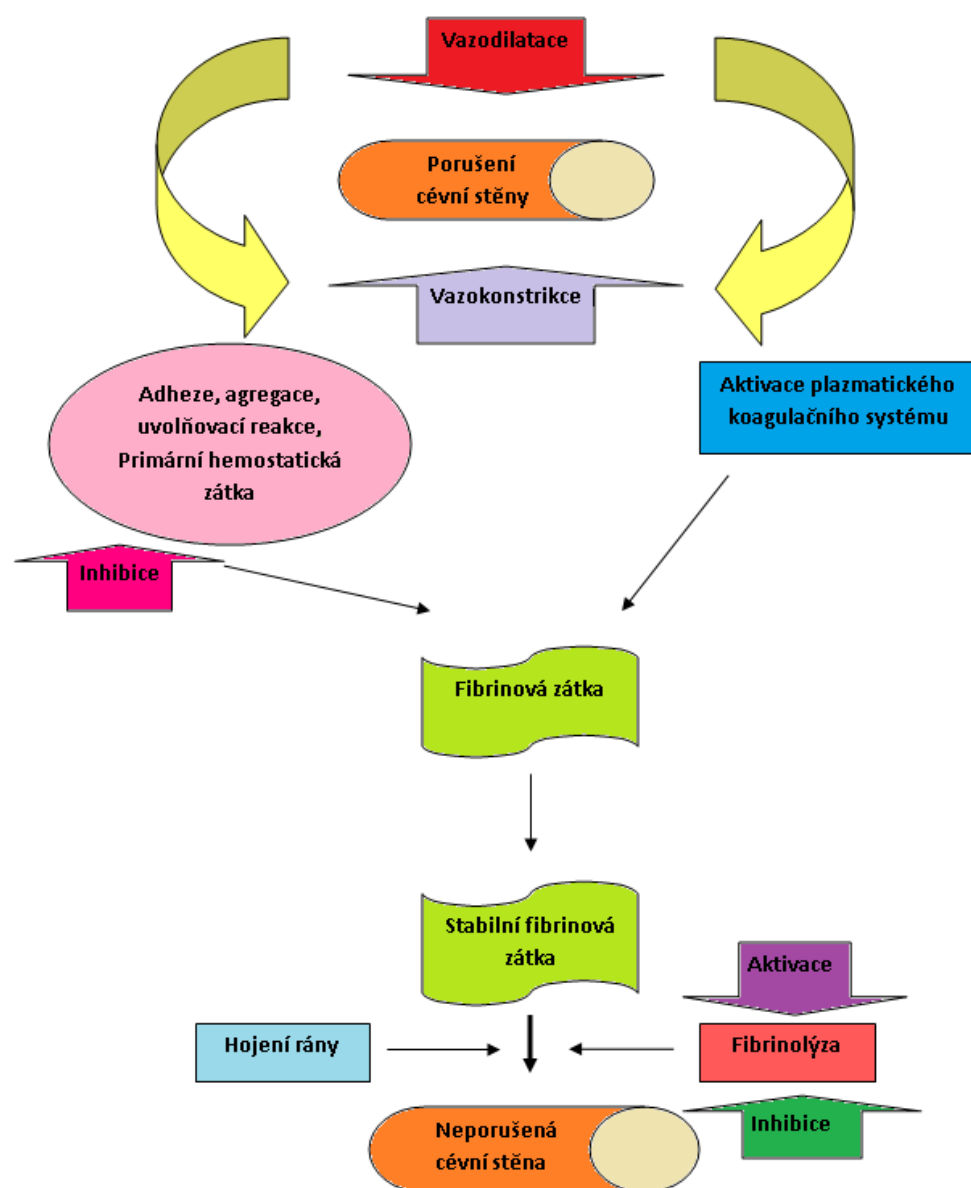 Vazodilatace
Porušení
cévní stěny
Vazokonstrikce
Adheze, agregace,
uvolňovací reakce,
Primární hemostatická
zátka
Aktivace plazmatického
koagulačního systému
Inhibice
Fibrinová zátka
Stabilní fibrinová
zátka
Aktivace
Hojení rány
Fibrinolýza
Inhibice
Neporušená
cévní stěna